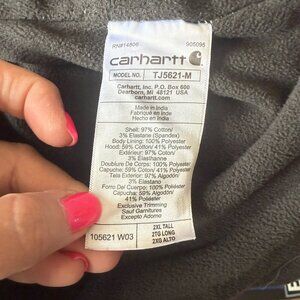 RN#14806 905095
carhartt
MODEL NO. TJ5621-M
Carhartt, Inc. P.O. Box 600
Dearborn, MI 48121 USA
carhartt.com
Made in India
Fabriqué en Inde
Hecho en India
Shell: 97% Cotton/
3% Elastane (Spandex)
Body Lining: 100% Polyester
Hood: 59% Cotton/ 41% Polyester
Extérieur: 97% Coton/
3% Élasthanne
Doublure De Corps: 100% Polyester
Capuche: 59% Coton/ 41% Polyester
Exterior: 97% Algodón/
3% Elastano
Forro Del Cuerpo: 100% Poliéster
Capucha: 59% Algodón/
41% Poliéster
Exclusive Trimming
Sauf Garnitures
Excepto Adornos
105621 W03
2XL TALL
2TG LONG
2XG ALTO